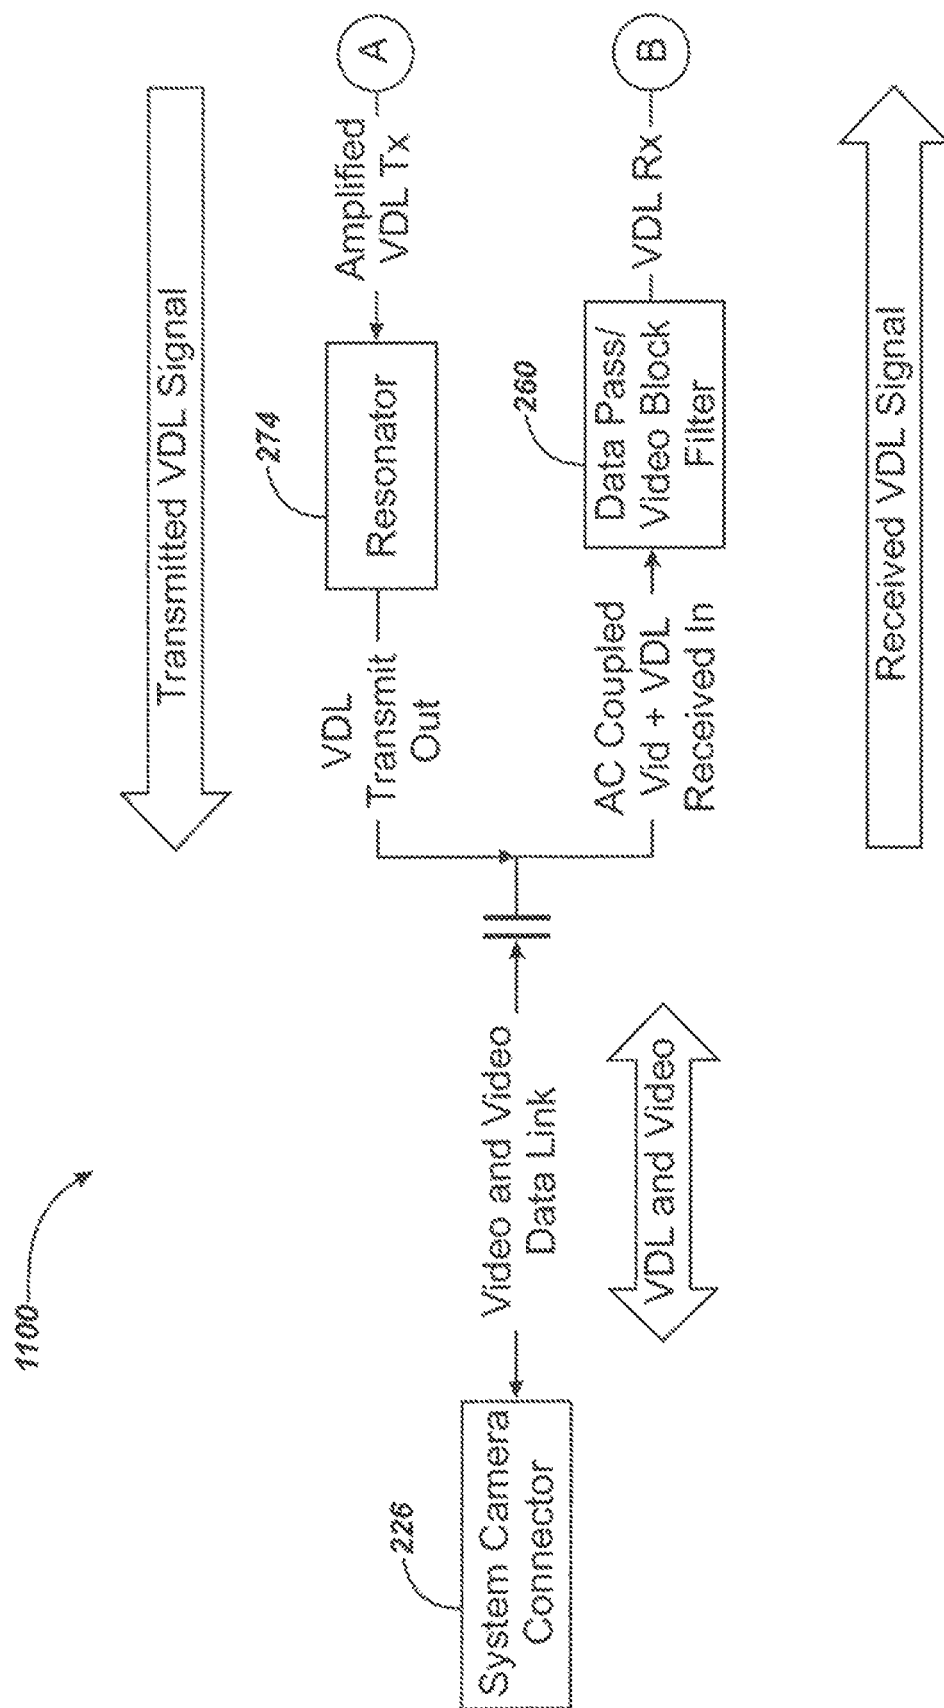 1100
Transmitted VDL Signal
226
System Camera
Connector
Video and Video
Data Link
VDL and Video
VDL
Transmit
Out
274
Resonator
Amplified
VDL Tx
A
AC Coupled
Vid + VDL
Received In
260
Data Pass/
Video Block
Filter
VDL Rx
B
Received VDL Signal